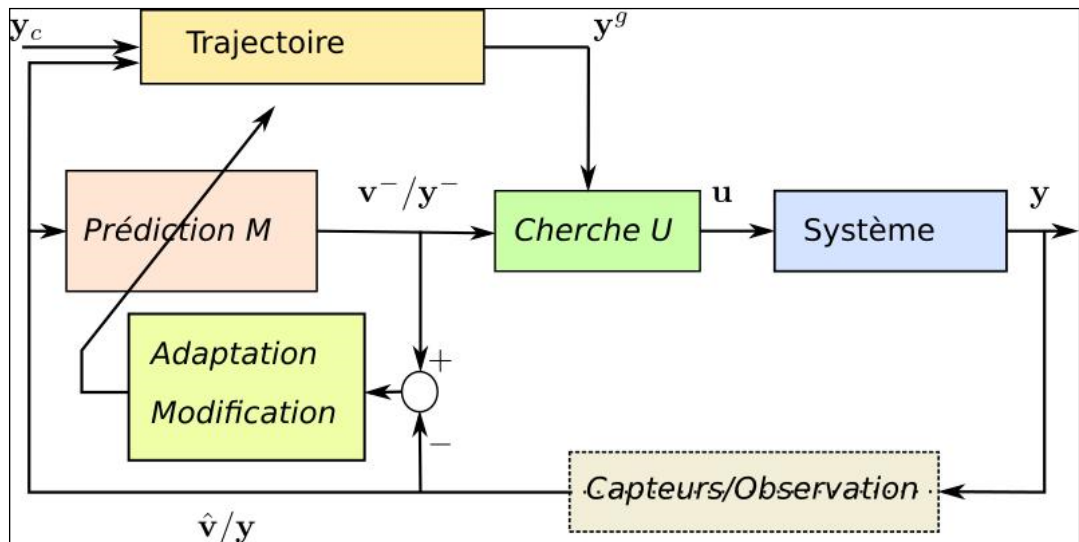 y_c
Trajectoire
y^g
Prédiction M
v^−/y^−
Cherche U
u
Système
y
Adaptation
Modification
+
−
Capteurs/Observation
v̂/y